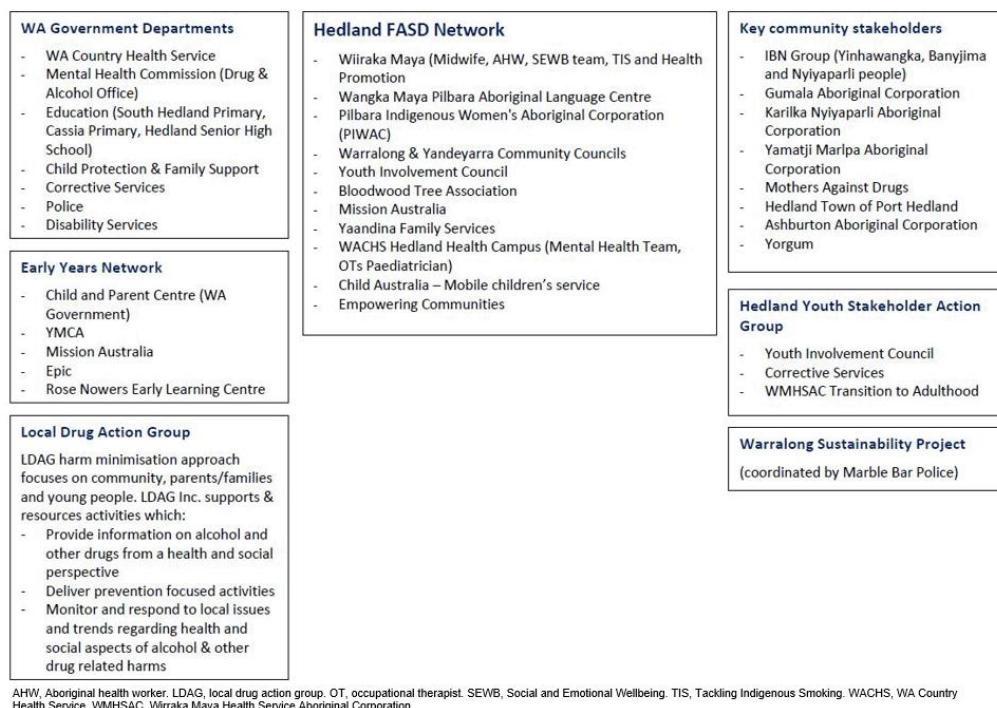 WA Government Departments
- WA Country Health Service
- Mental Health Commission (Drug &
Alcohol Office)
- Education (South Hedland Primary,
Cassia Primary, Hedland Senior High
School)
- Child Protection & Family Support
- Corrective Services
- Police
- Disability Services
Early Years Network
- Child and Parent Centre (WA
Government)
- YMCA
- Mission Australia
- Epic
- Rose Nowers Early Learning Centre
Local Drug Action Group
LDAG harm minimisation approach
focuses on community, parents/families
and young people. LDAG Inc. supports &
resources activities which:
- Provide information on alcohol and
other drugs from a health and social
perspective
- Deliver prevention focused activities
- Monitor and respond to local issues
and trends regarding health and
social aspects of alcohol & other
drug related harms
Hedland FASD Network
- Wiiraka Maya (Midwife, AHW, SEWB team, TIS and Health
Promotion
- Wangka Maya Pilbara Aboriginal Language Centre
- Pilbara Indigenous Women's Aboriginal Corporation
(PIWAC)
- Warralong & Yandeyarra Community Councils
- Youth Involvement Council
- Bloodwood Tree Association
- Mission Australia
- Yaandina Family Services
- WACHS Hedland Health Campus (Mental Health Team,
OTs Paediatrician)
- Child Australia – Mobile children's service
- Empowering Communities
Key community stakeholders
- IBN Group (Yinhawangka, Banyjima
and Nyiyaparli people)
- Gumala Aboriginal Corporation
- Karilka Nyiyaparli Aboriginal
Corporation
- Yamatji Marlpa Aboriginal
Corporation
- Mothers Against Drugs
- Hedland Town of Port Hedland
- Ashburton Aboriginal Corporation
- Yorgum
Hedland Youth Stakeholder Action
Group
- Youth Involvement Council
- Corrective Services
- WMHSAC Transition to Adulthood
Warralong Sustainability Project
(coordinated by Marble Bar Police)
AHW, Aboriginal health worker. LDAG, local drug action group. OT, occupational therapist. SEWB, Social and Emotional Wellbeing. TIS, Tackling Indigenous Smoking. WACHS, WA Country
Health Service. WMHSAC, Wirraka Maya Health Service Aboriginal Corporation